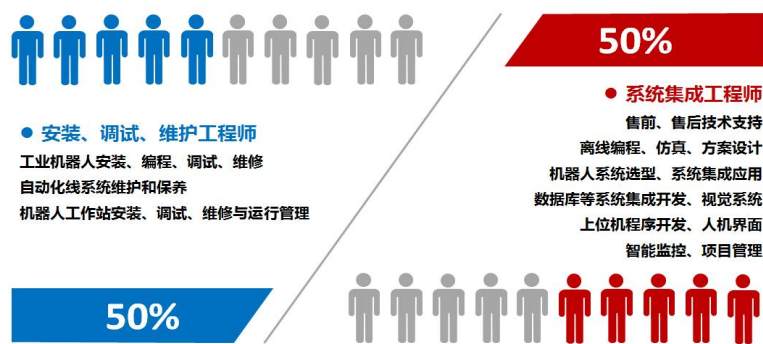 ● 安装、调试、维护工程师
工业机器人安装、编程、调试、维修
自动化线系统维护和保养
机器人工作站安装、调试、维修与运行管理
50%
50%
● 系统集成工程师
售前、售后技术支持
离线编程、仿真、方案设计
机器人系统选型、系统集成应用
数据库等系统集成开发、视觉系统
上位机程序开发、人机界面
智能监控、项目管理